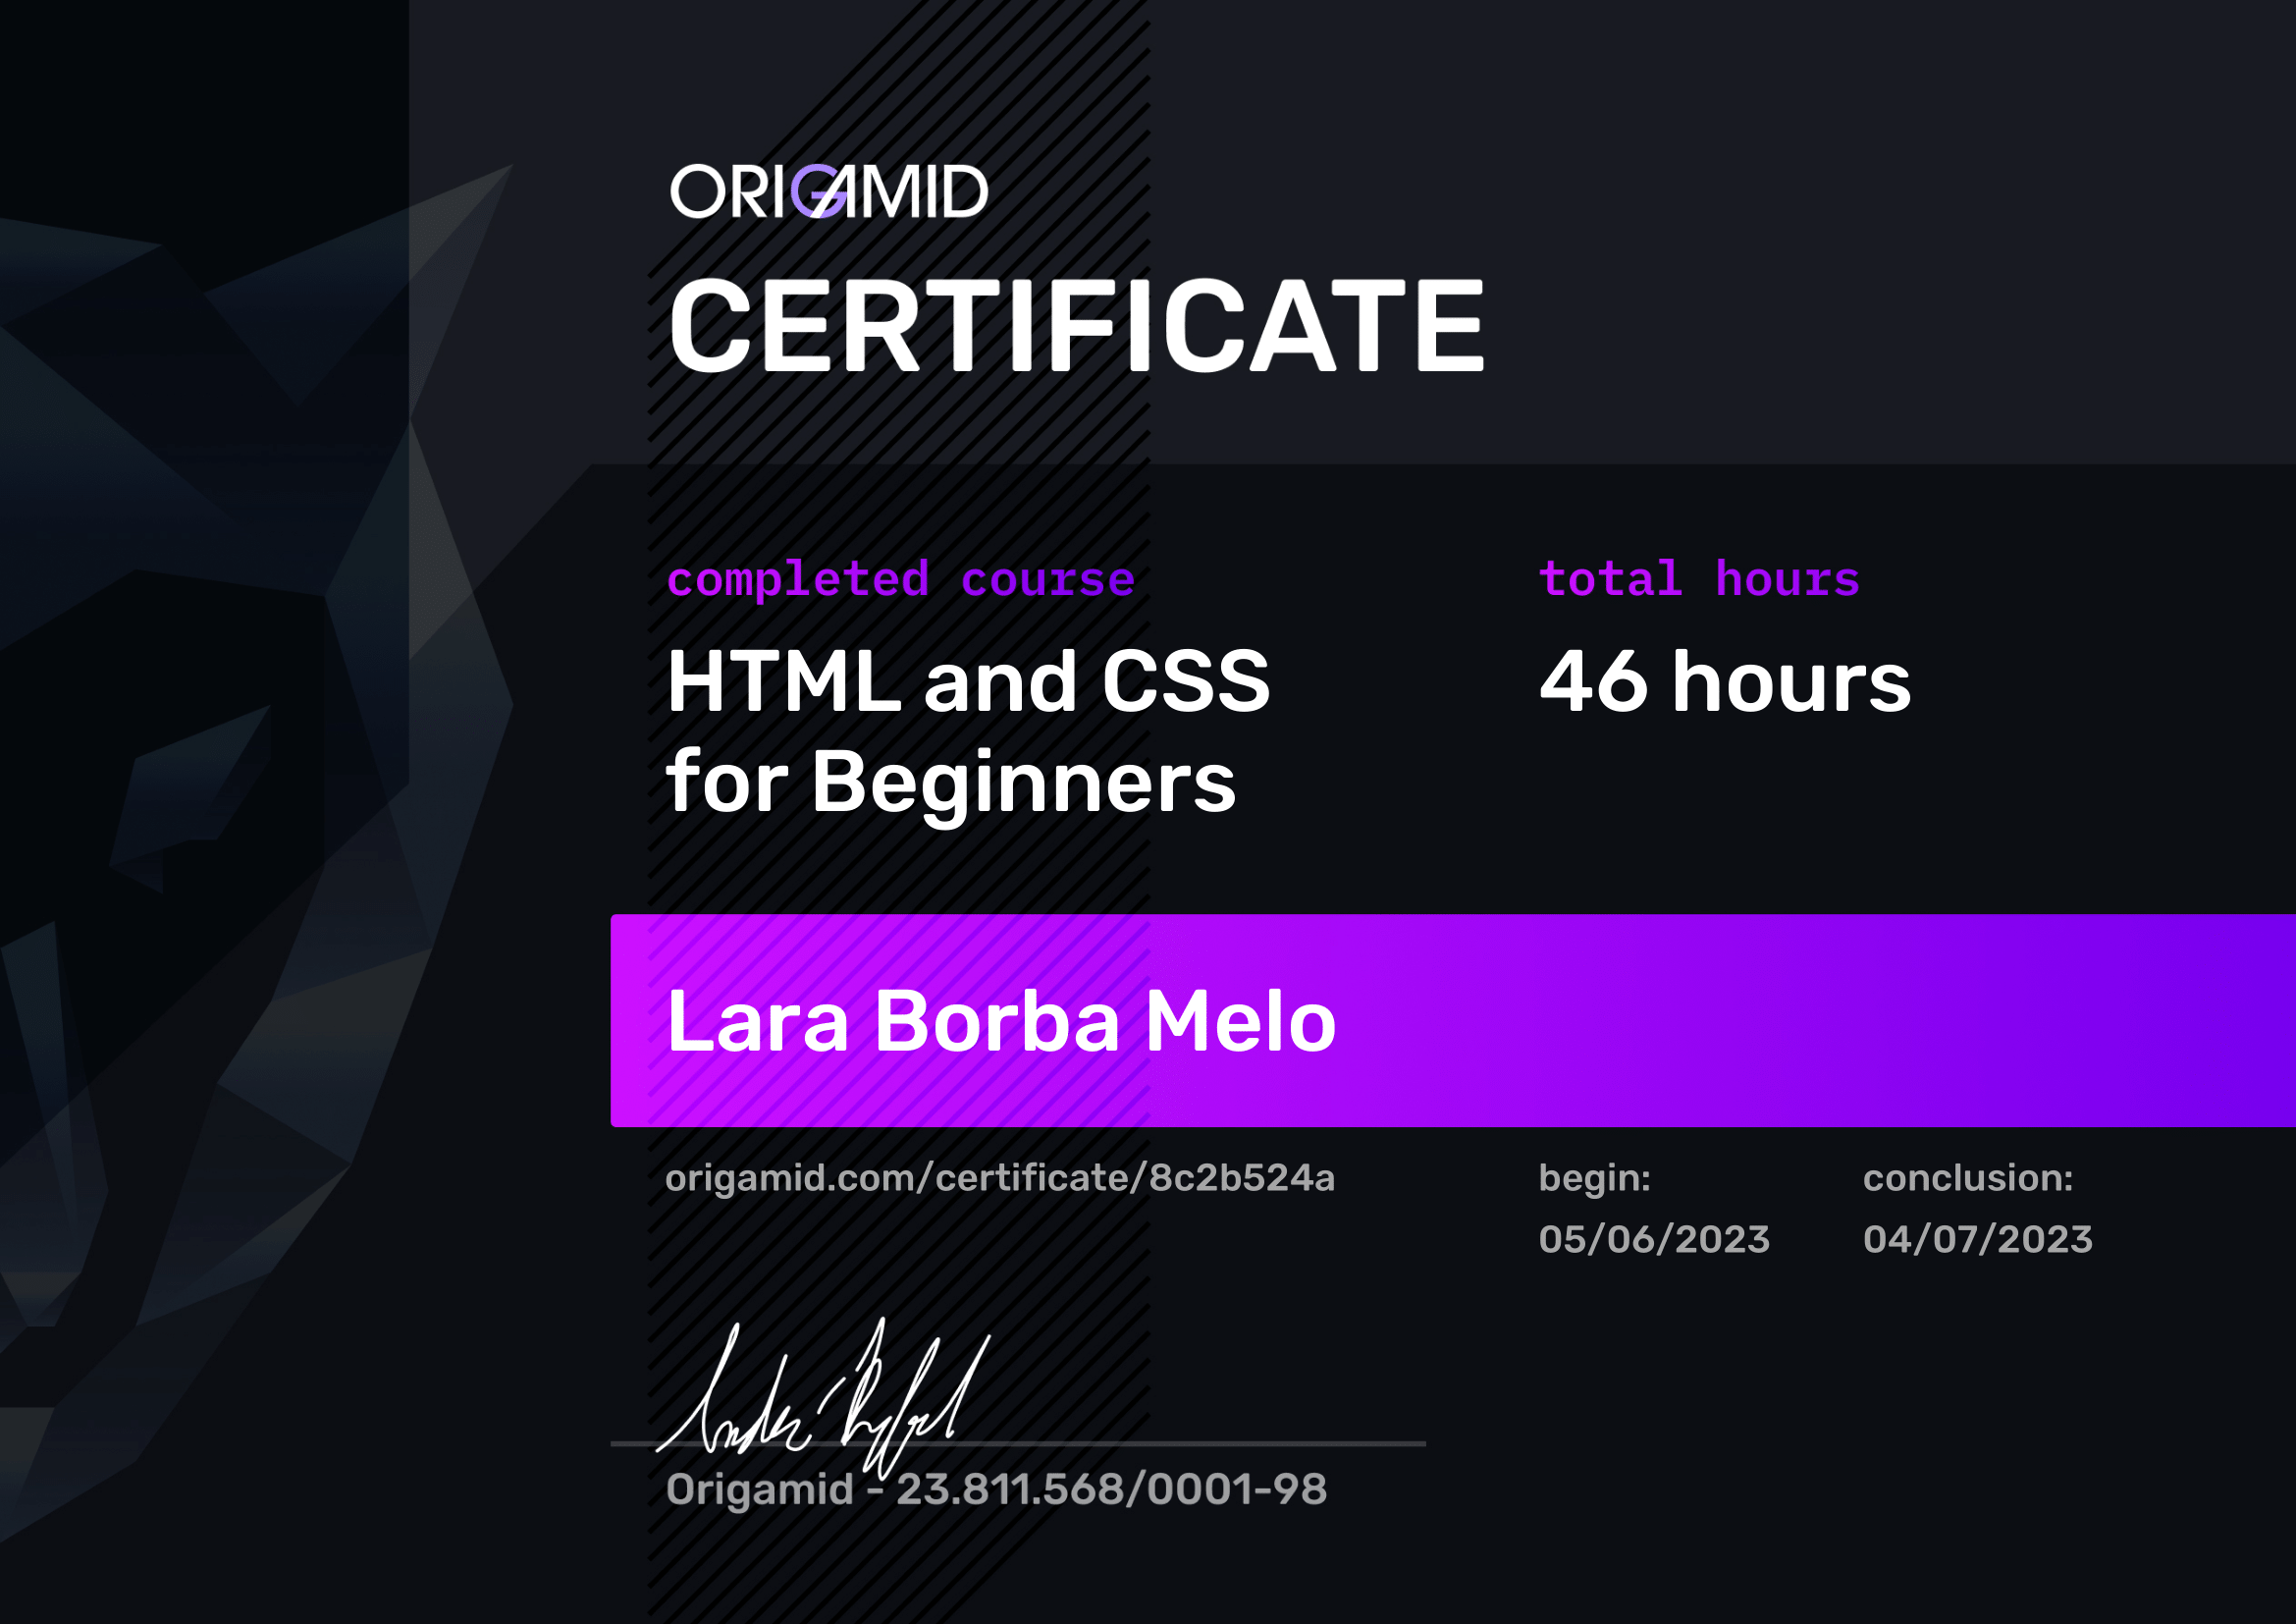 ORIGAMID
CERTIFICATE
completed course
HTML and CSS
for Beginners
total hours
46 hours
Lara Borba Melo
origamid.com/certificate/8c2b524a
begin:
05/06/2023
conclusion:
04/07/2023
Origamid - 23.811.568/0001-98